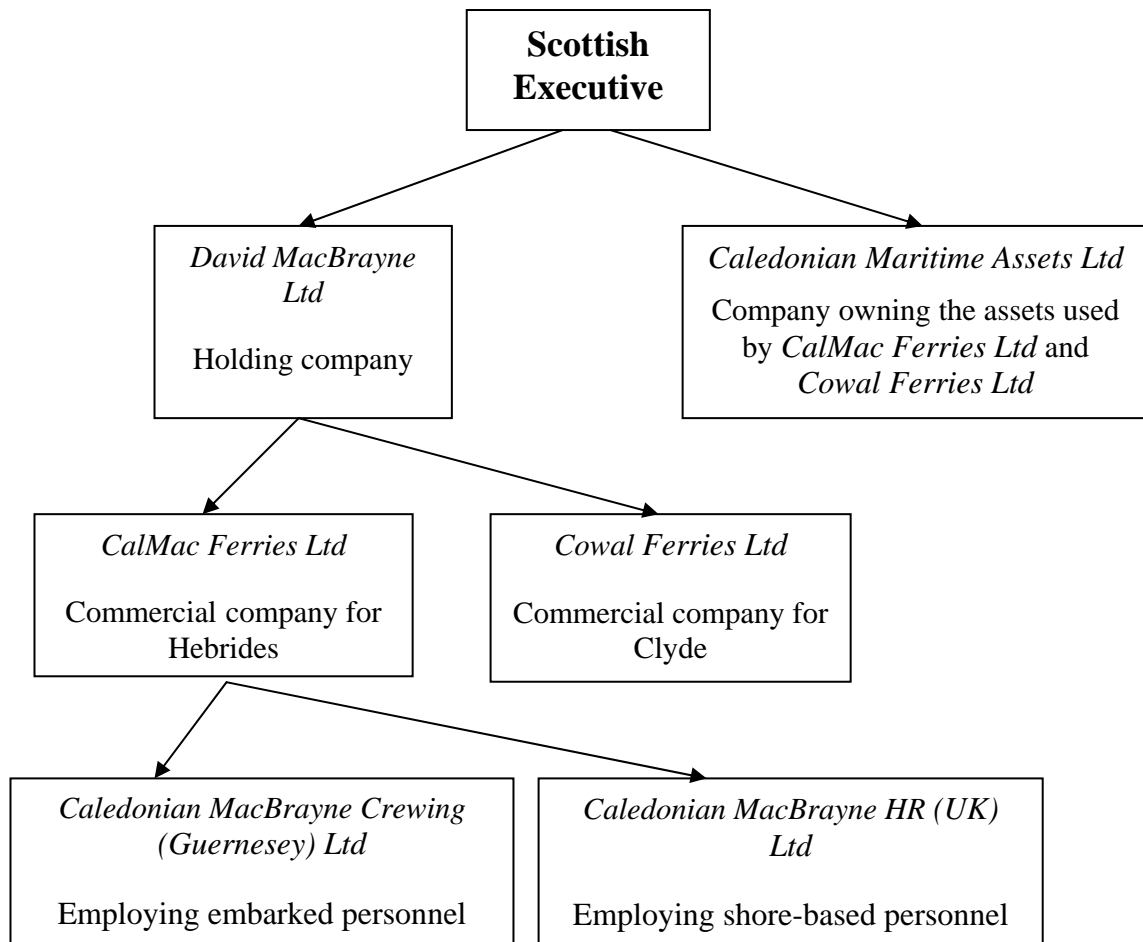 Scottish
Executive
David MacBrayne
Ltd
Holding company
Caledonian Maritime Assets Ltd
Company owning the assets used
by CalMac Ferries Ltd and
Cowal Ferries Ltd
CalMac Ferries Ltd
Commercial company for
Hebrides
Cowal Ferries Ltd
Commercial company for
Clyde
Caledonian MacBrayne Crewing
(Guernesey) Ltd
Employing embarked personnel
Caledonian MacBrayne HR (UK)
Ltd
Employing shore-based personnel